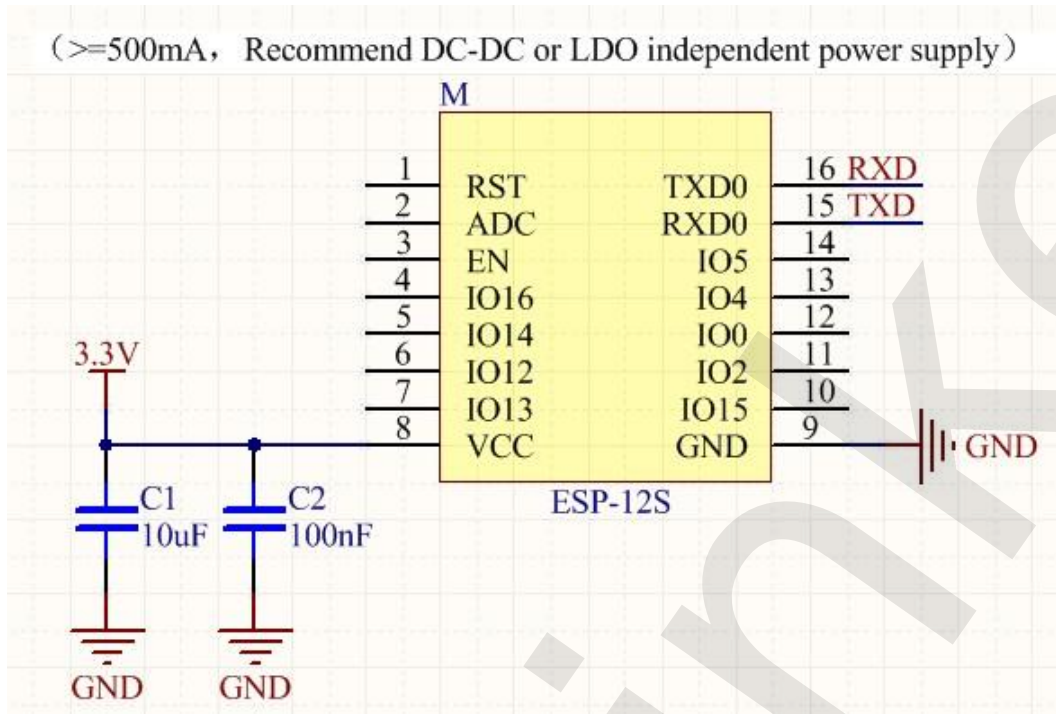 （>=500mA， Recommend DC-DC or LDO independent power supply）
M
1 RST TXD0 16 RXD
2 ADC RXD0 15 TXD
3 EN IO5 14
4 IO16 IO4 13
5 IO14 IO0 12
6 IO12 IO2 11
7 IO13 IO15 10
8 VCC GND 9 GND
ESP-12S
3.3V
C1 C2
10uF 100nF
GND GND